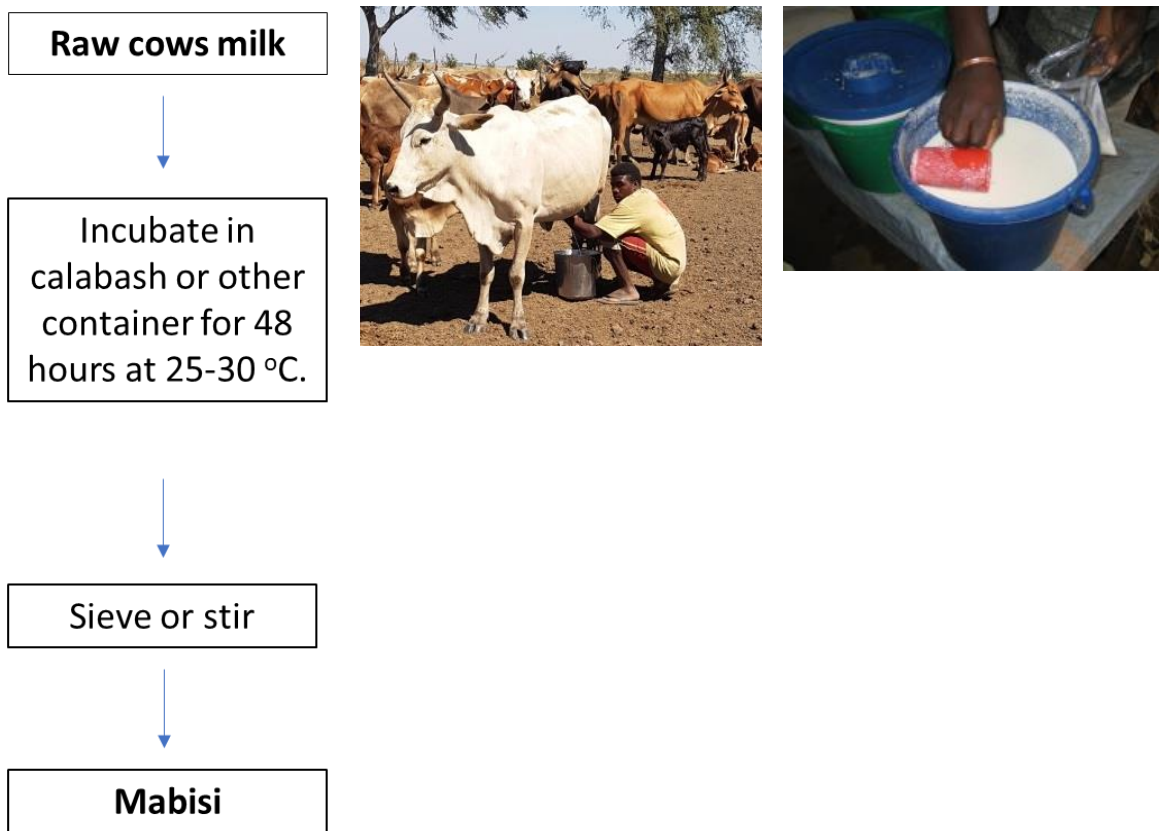 Raw cows milk
Incubate in
calabash or other
container for 48
hours at 25-30 °C.
Sieve or stir
Mabisi